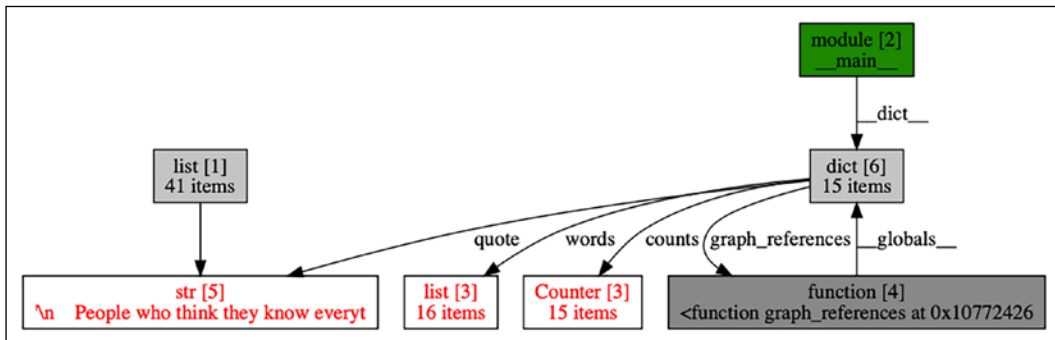 module [2]
__main__
__dict__
list [1]
41 items
dict [6]
15 items
quote
words
counts
graph_references
__globals__
str [5]
'\n    People who think they know everyt
list [3]
16 items
Counter [3]
15 items
function [4]
<function graph_references at 0x10772426